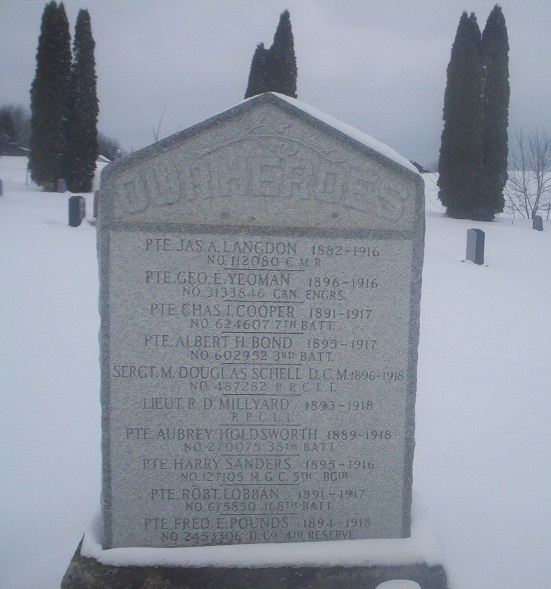 OUR HEROES
PTE. JAS. A. LANGDON 1882-1916
NO. 112080 C.M.R.
PTE. GEO. E. YEOMAN 1896-1916
NO. 3133846 CAN. ENGRS.
PTE. CHAS. I. COOPER 1891-1917
NO. 624607 7TH BATT.
PTE. ALBERT H. BOND 1895-1917
NO. 602952 3RD BATT.
SERGT. M. DOUGLAS SCHELL D.C.M. 1896-1918
NO. 487282 P.P.C.L.I.
LIEUT. R. D. MILLYARD 1893-1918
P.P.C.L.I.
PTE. AUBREY HOLDSWORTH 1889-1918
NO. 270075 38TH BATT.
PTE. HARRY SANDERS 1895-1916
NO. 127105 M.G.C. 5TH BGDE
PTE. ROBT. LOBBAN 1891-1917
NO. 675850 168TH BATT.
PTE. FRED E. POUNDS 1894-1918
NO. 2453306 D. CO. 4TH RESERVE